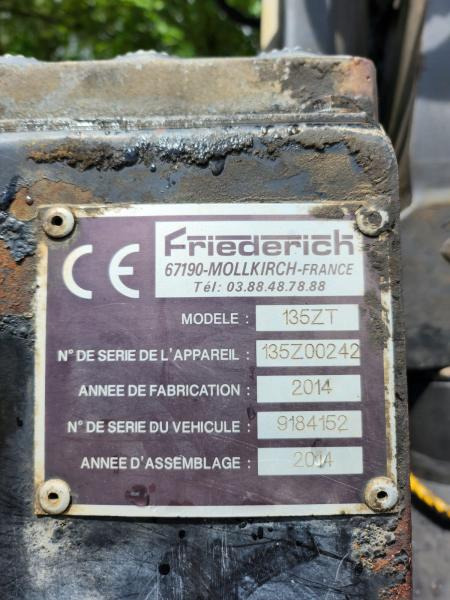 CE
Friederich
67190-MOLLKIRCH-FRANCE
Tél: 03.88.48.78.88
MODELE : 135ZT
N° DE SERIE DE L'APPAREIL : 135Z00242
ANNEE DE FABRICATION : 2014
N° DE SERIE DU VEHICULE : 9184152
ANNEE D'ASSEMBLAGE : 2014